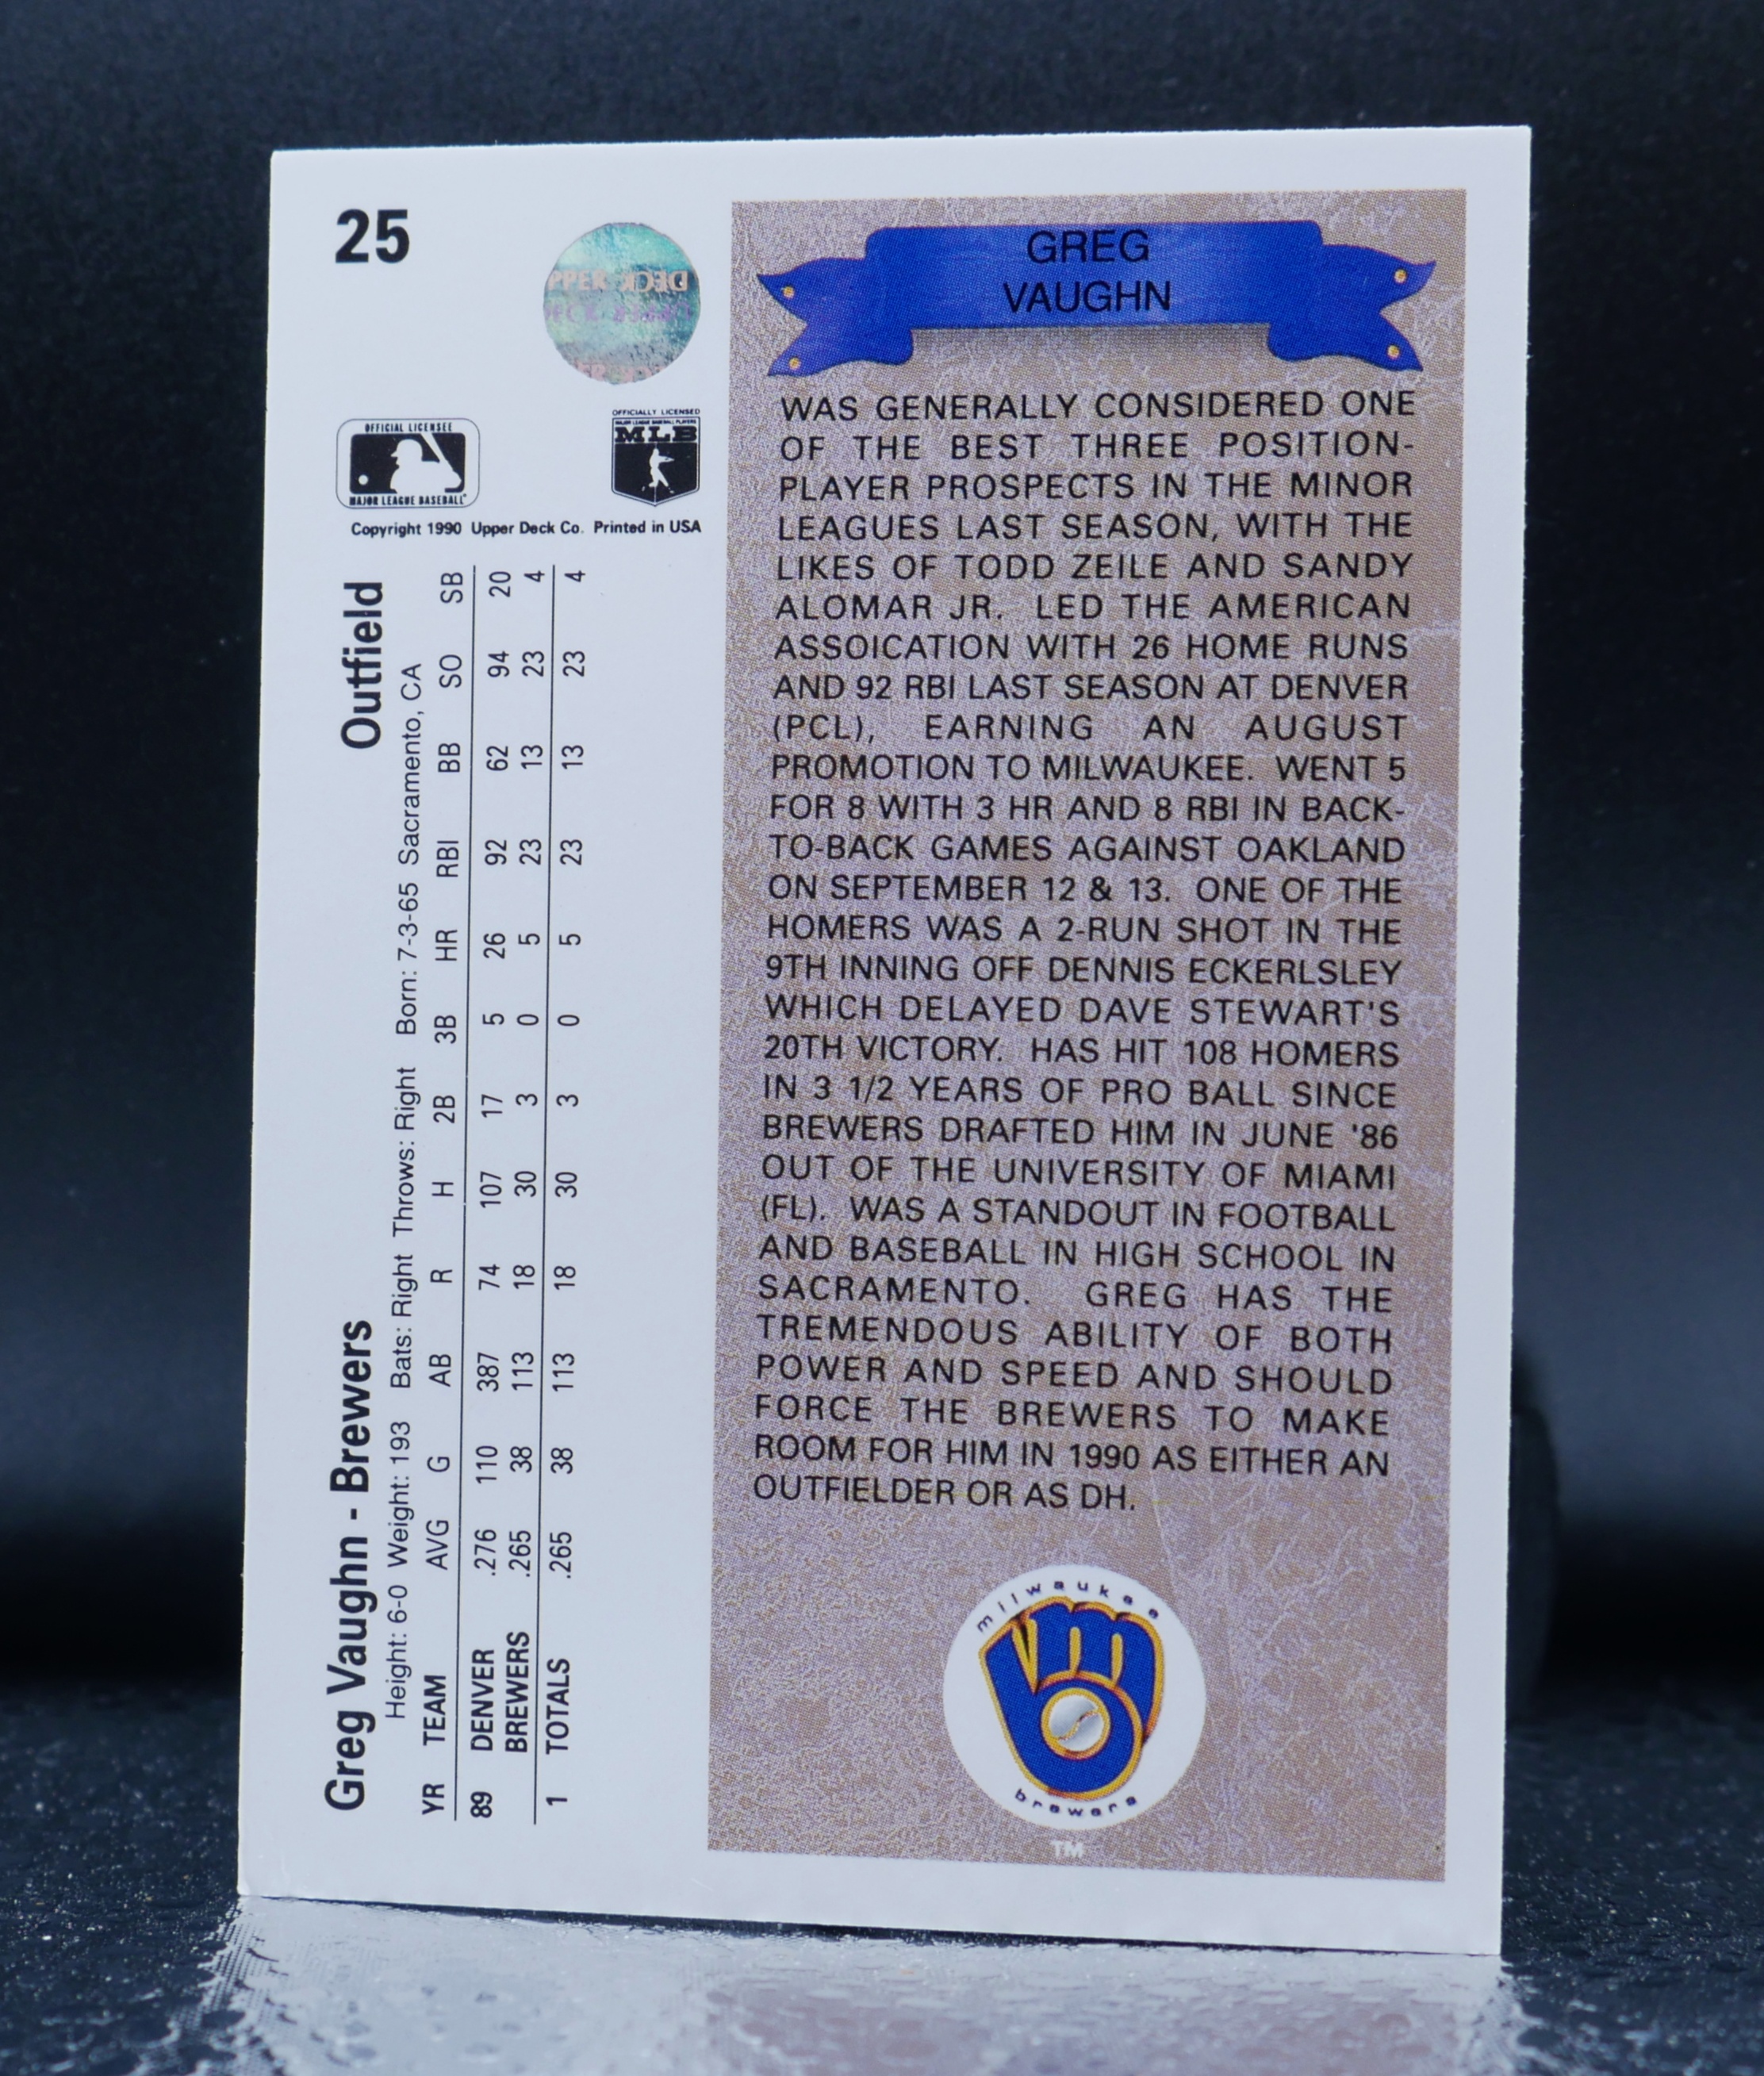 25
OFFICIAL LICENSEE
MAJOR LEAGUE BASEBALL
OFFICIALLY LICENSED
MAJOR LEAGUE BASEBALL PLAYERS
MLB
Copyright 1990 Upper Deck Co. Printed in USA
Greg Vaughn - Brewers Outfield
Height: 6-0 Weight: 193 Bats: Right Throws: Right Born: 7-3-65 Sacramento, CA
YR TEAM AVG G AB R H 2B 3B HR RBI BB SO SB
89 DENVER .276 110 387 74 107 17 5 26 92 62 94 20
BREWERS .265 38 113 18 30 3 0 5 23 13 23 4
1 TOTALS .265 38 113 18 30 3 0 5 23 13 23 4
GREG
VAUGHN
WAS GENERALLY CONSIDERED ONE
OF THE BEST THREE POSITION-
PLAYER PROSPECTS IN THE MINOR
LEAGUES LAST SEASON, WITH THE
LIKES OF TODD ZEILE AND SANDY
ALOMAR JR. LED THE AMERICAN
ASSOICATION WITH 26 HOME RUNS
AND 92 RBI LAST SEASON AT DENVER
(PCL), EARNING AN AUGUST
PROMOTION TO MILWAUKEE. WENT 5
FOR 8 WITH 3 HR AND 8 RBI IN BACK-
TO-BACK GAMES AGAINST OAKLAND
ON SEPTEMBER 12 & 13. ONE OF THE
HOMERS WAS A 2-RUN SHOT IN THE
9TH INNING OFF DENNIS ECKERLSLEY
WHICH DELAYED DAVE STEWART'S
20TH VICTORY. HAS HIT 108 HOMERS
IN 3 1/2 YEARS OF PRO BALL SINCE
BREWERS DRAFTED HIM IN JUNE '86
OUT OF THE UNIVERSITY OF MIAMI
(FL). WAS A STANDOUT IN FOOTBALL
AND BASEBALL IN HIGH SCHOOL IN
SACRAMENTO. GREG HAS THE
TREMENDOUS ABILITY OF BOTH
POWER AND SPEED AND SHOULD
FORCE THE BREWERS TO MAKE
ROOM FOR HIM IN 1990 AS EITHER AN
OUTFIELDER OR AS DH.
milwaukee
brewers
TM